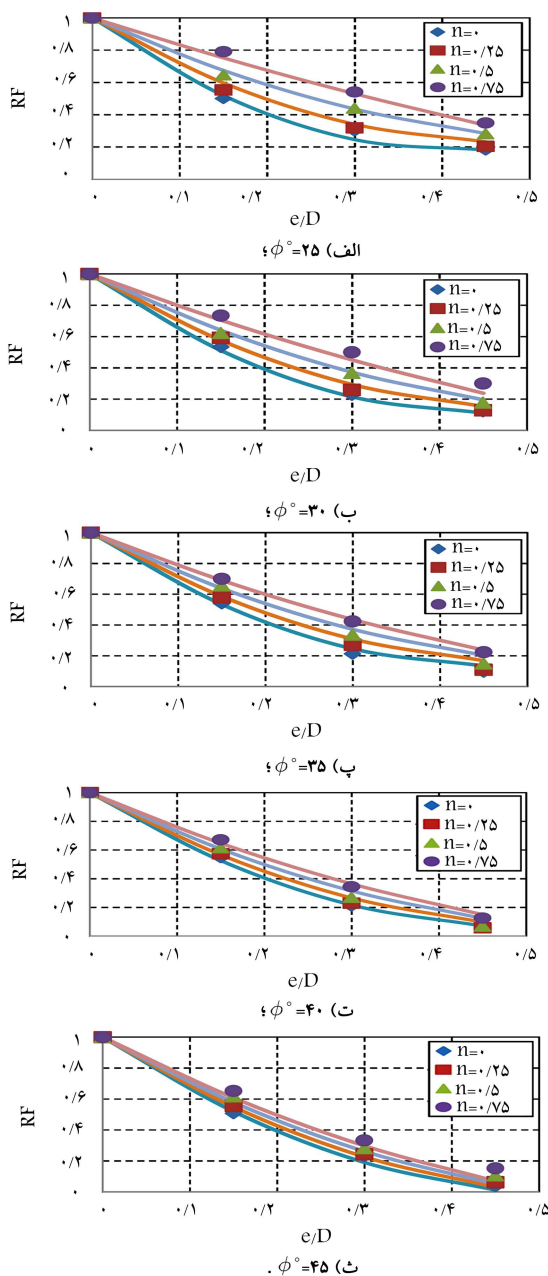 RF
۱
۰/۸
۰/۶
۰/۴
۰/۲
۰
n=۰
n=۰/۲۵
n=۰/۵
n=۰/۷۵
۰ ۰/۱ ۰/۲ ۰/۳ ۰/۴ ۰/۵
e/D
الف) ϕ°=۲۵؛
RF
۱
۰/۸
۰/۶
۰/۴
۰/۲
۰
n=۰
n=۰/۲۵
n=۰/۵
n=۰/۷۵
۰ ۰/۱ ۰/۲ ۰/۳ ۰/۴ ۰/۵
e/D
ب) ϕ°=۳۰؛
RF
۱
۰/۸
۰/۶
۰/۴
۰/۲
۰
n=۰
n=۰/۲۵
n=۰/۵
n=۰/۷۵
۰ ۰/۱ ۰/۲ ۰/۳ ۰/۴ ۰/۵
e/D
پ) ϕ°=۳۵؛
RF
۱
۰/۸
۰/۶
۰/۴
۰/۲
۰
n=۰
n=۰/۲۵
n=۰/۵
n=۰/۷۵
۰ ۰/۱ ۰/۲ ۰/۳ ۰/۴ ۰/۵
e/D
ت) ϕ°=۴۰؛
RF
۱
۰/۸
۰/۶
۰/۴
۰/۲
۰
n=۰
n=۰/۲۵
n=۰/۵
n=۰/۷۵
۰ ۰/۱ ۰/۲ ۰/۳ ۰/۴ ۰/۵
e/D
ث) ϕ°=۴۵.